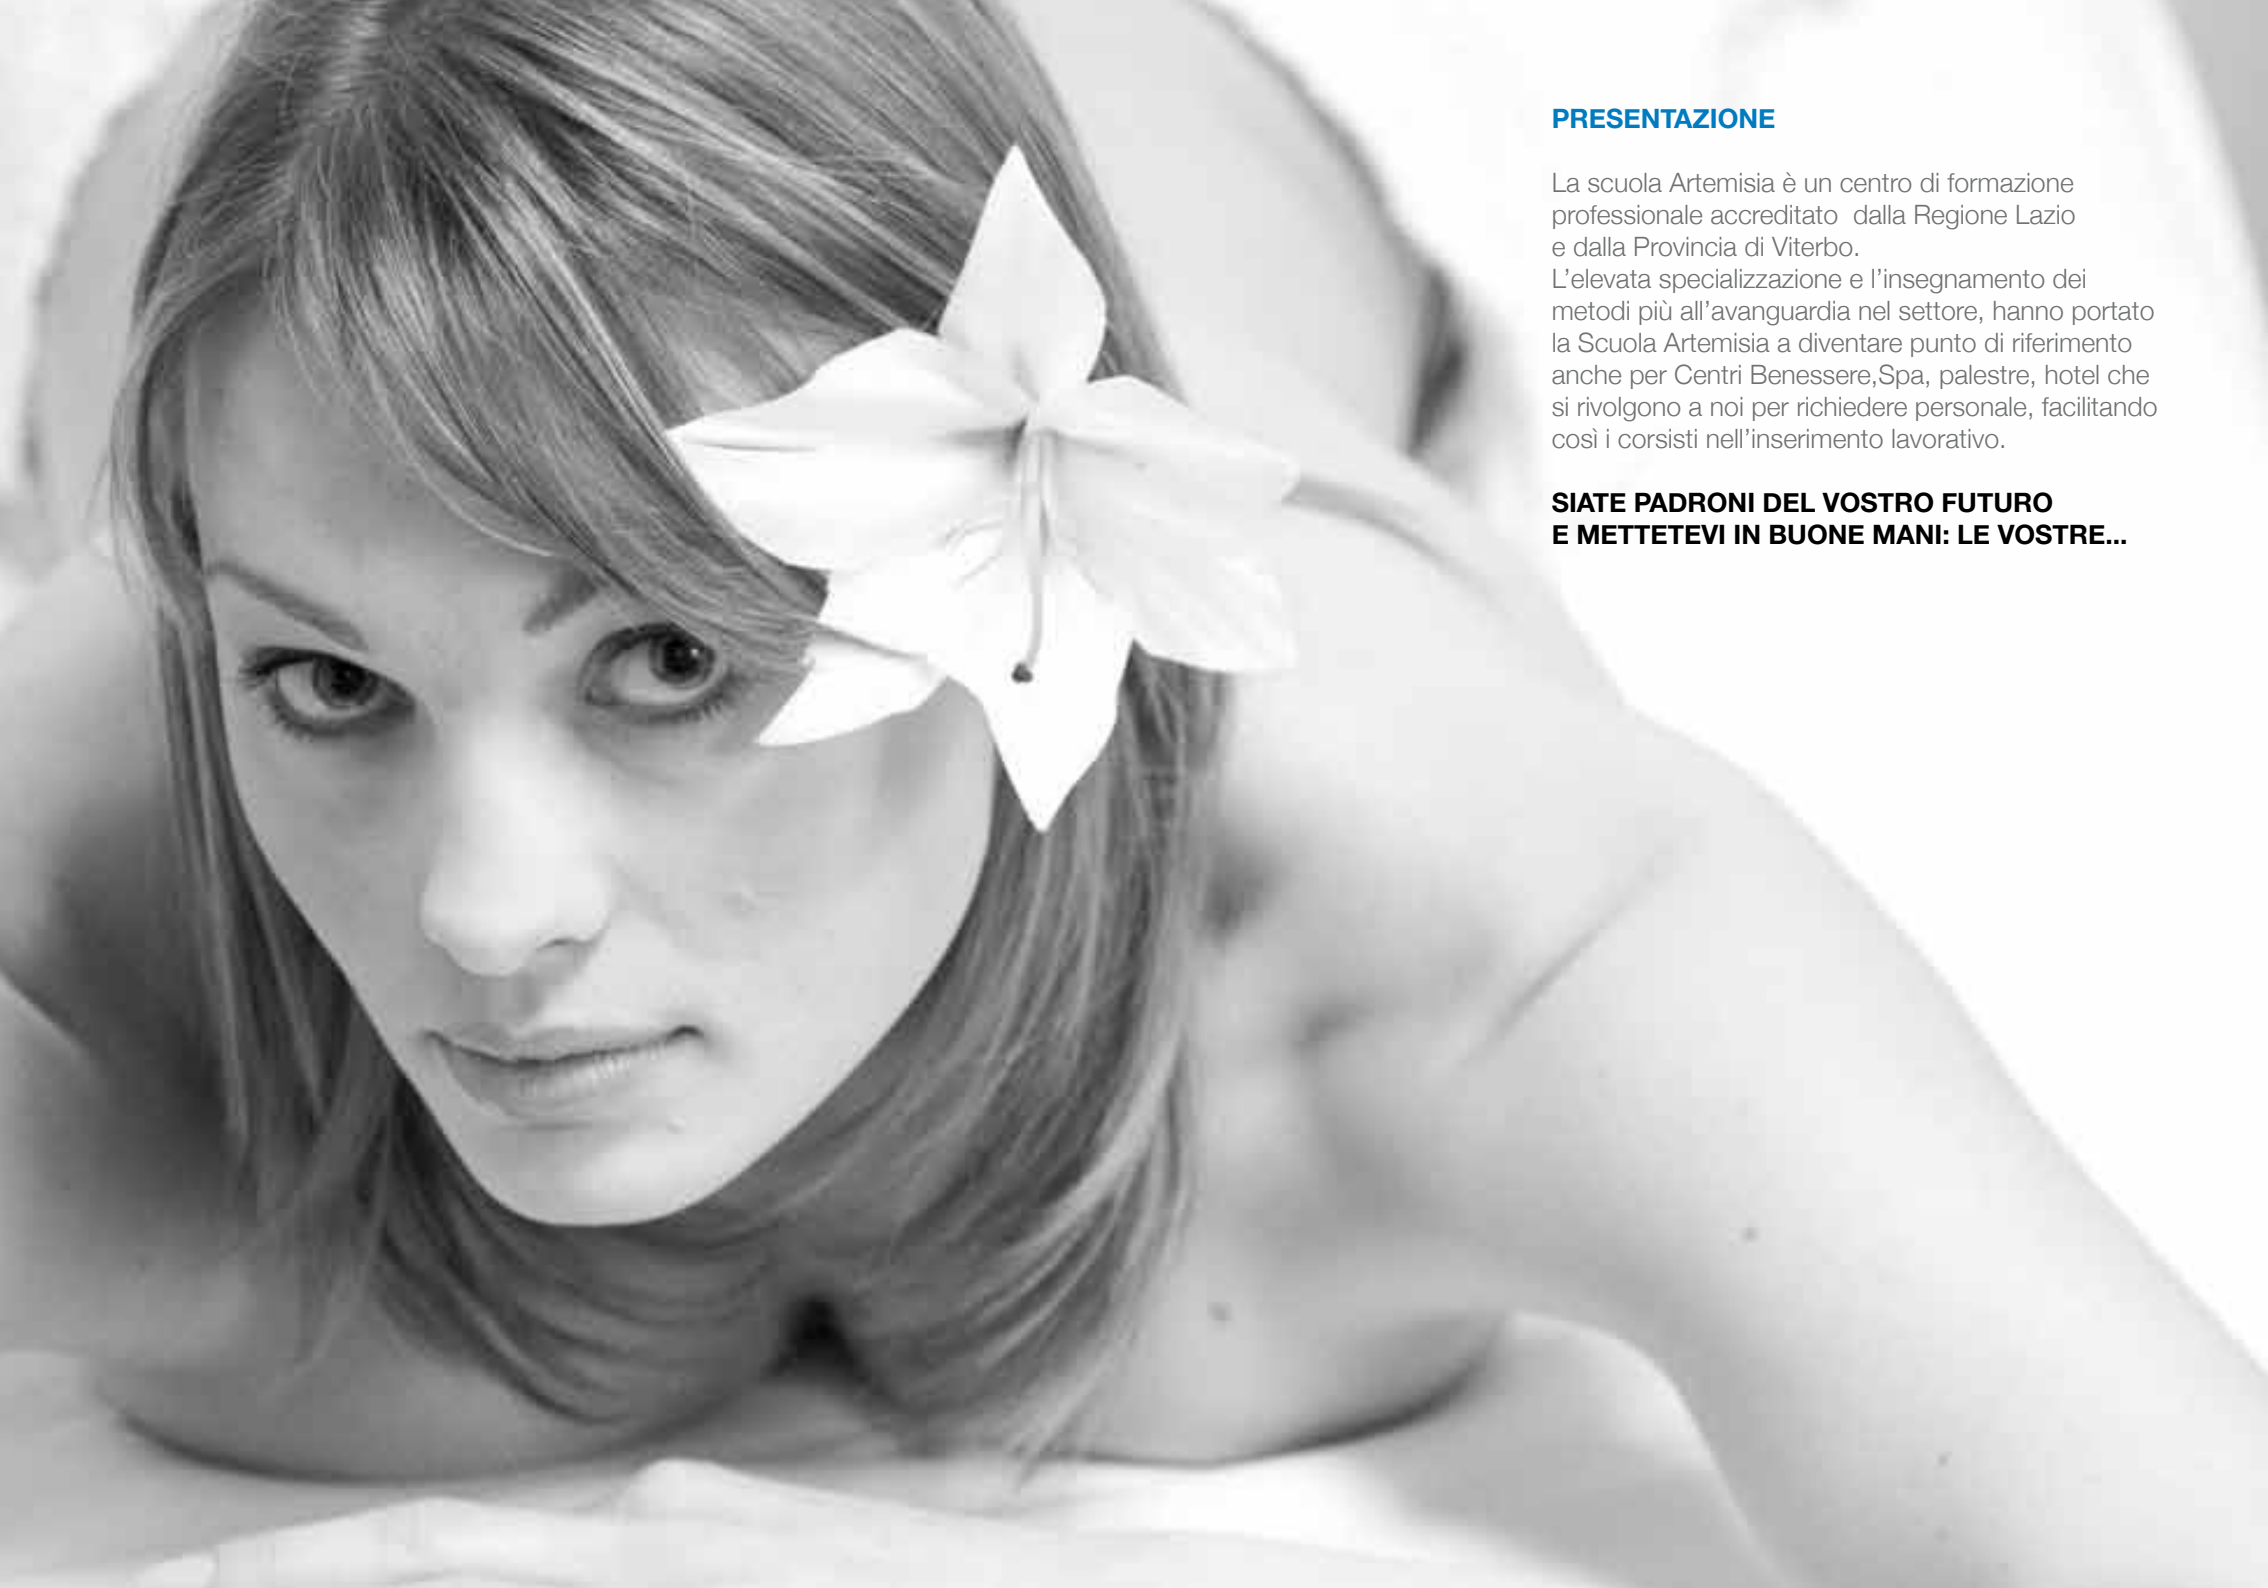 PRESENTAZIONE
La scuola Artemisia è un centro di formazione
professionale accreditato  dalla Regione Lazio
e dalla Provincia di Viterbo.
L'elevata specializzazione e l'insegnamento dei
metodi più all'avanguardia nel settore, hanno portato
la Scuola Artemisia a diventare punto di riferimento
anche per Centri Benessere,Spa, palestre, hotel che
si rivolgono a noi per richiedere personale, facilitando
così i corsisti nell'inserimento lavorativo.
SIATE PADRONI DEL VOSTRO FUTURO
E METTETEVI IN BUONE MANI: LE VOSTRE...